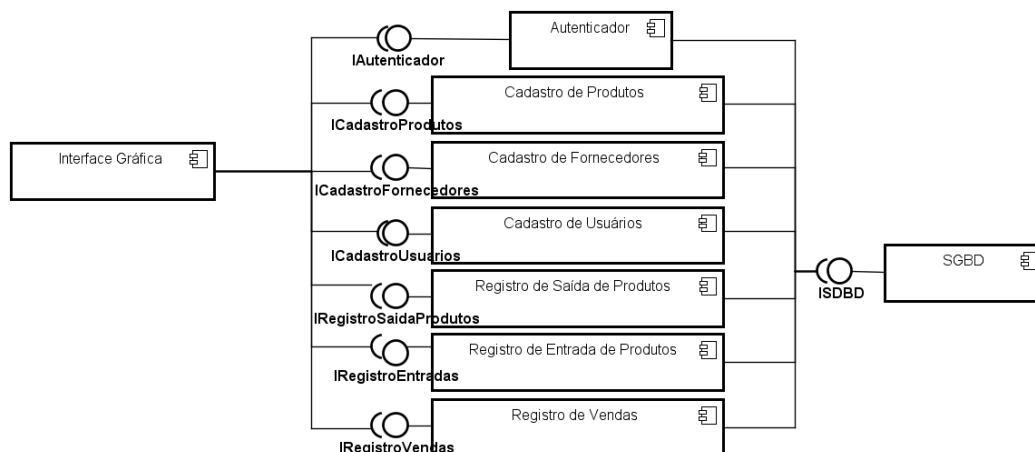 Autenticador
IAutenticador
Cadastro de Produtos
ICadastroProdutos
Interface Gráfica
Cadastro de Fornecedores
ICadastroFornecedores
Cadastro de Usuários
ICadastroUsuarios
SGBD
ISDBD
Registro de Saída de Produtos
IRegistroSaidaProdutos
Registro de Entrada de Produtos
IRegistroEntradas
Registro de Vendas
IRegistroVendas